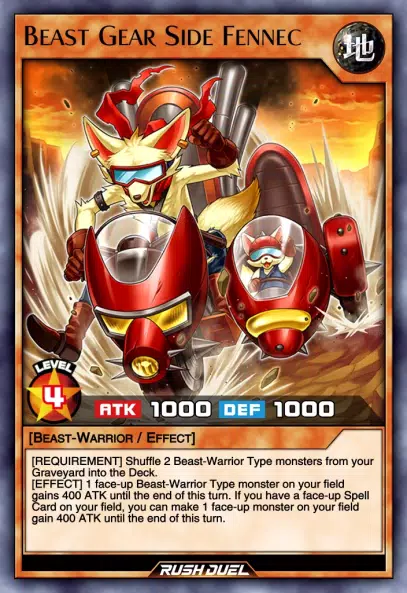 BEAST GEAR SIDE FENNEC
地
LEVEL
4
ATK 1000 DEF 1000
[BEAST-WARRIOR / EFFECT]
[REQUIREMENT] Shuffle 2 Beast-Warrior Type monsters from your
Graveyard into the Deck.
[EFFECT] 1 face-up Beast-Warrior Type monster on your field
gains 400 ATK until the end of this turn. If you have a face-up Spell
Card on your field, you can make 1 face-up monster on your field
gain 400 ATK until the end of this turn.
RUSH DUEL